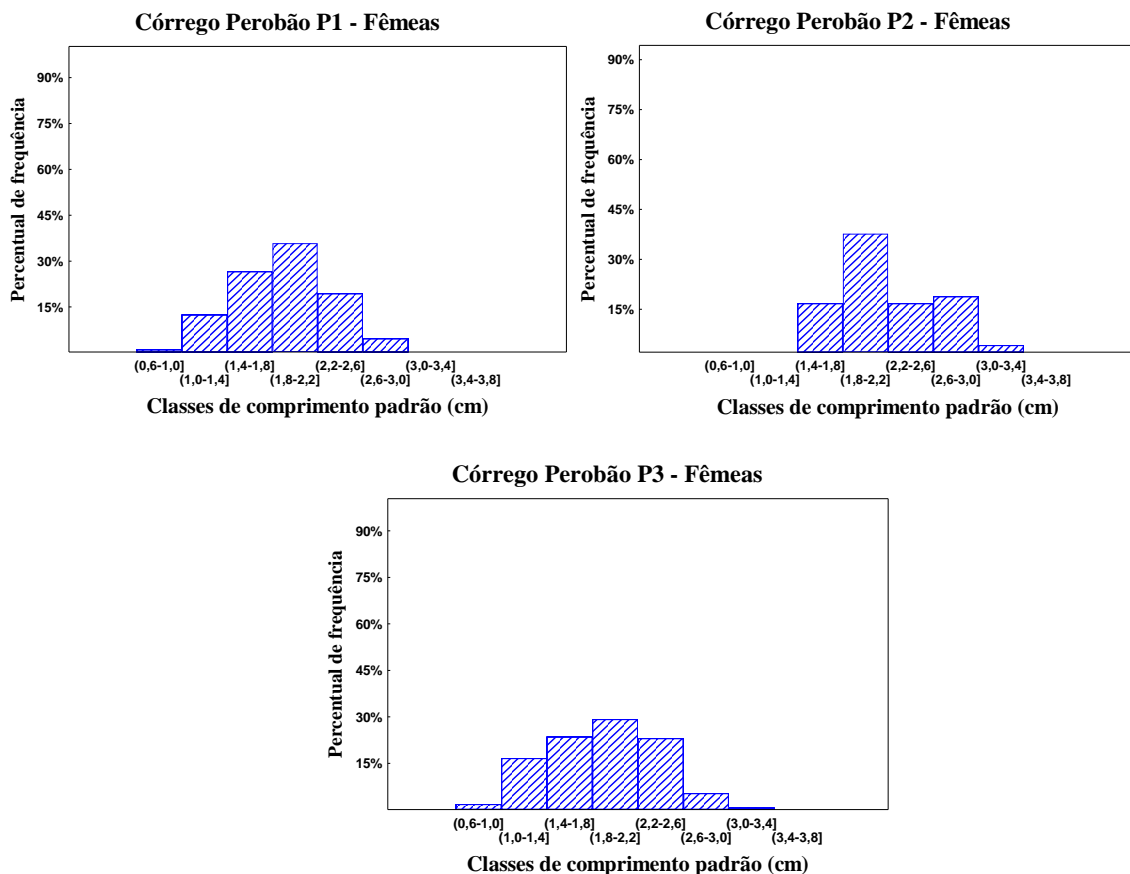 Córrego Perobão P1 - Fêmeas
Percentual de frequência
90%
75%
60%
45%
30%
15%
(0,6-1,0] (1,4-1,8] (2,2-2,6] (3,0-3,4]
(1,0-1,4] (1,8-2,2] (2,6-3,0] (3,4-3,8]
Classes de comprimento padrão (cm)
Córrego Perobão P2 - Fêmeas
Percentual de frequência
90%
75%
60%
45%
30%
15%
(0,6-1,0] (1,4-1,8] (2,2-2,6] (3,0-3,4]
(1,0-1,4] (1,8-2,2] (2,6-3,0] (3,4-3,8]
Classes de comprimento padrão (cm)
Córrego Perobão P3 - Fêmeas
Percentual de frequência
90%
75%
60%
45%
30%
15%
(0,6-1,0] (1,4-1,8] (2,2-2,6] (3,0-3,4]
(1,0-1,4] (1,8-2,2] (2,6-3,0] (3,4-3,8]
Classes de comprimento padrão (cm)